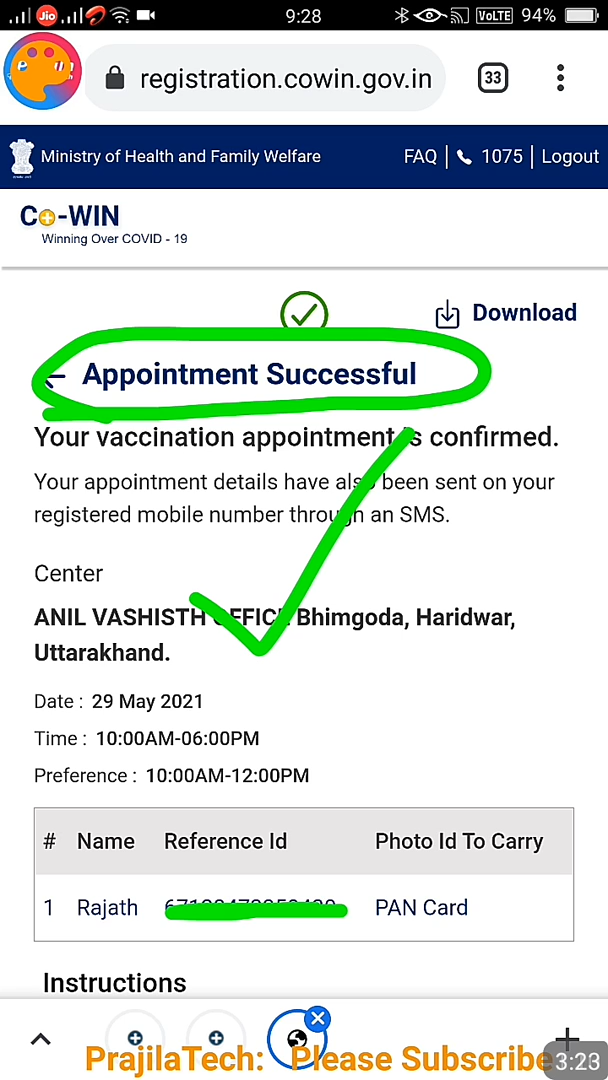 Jio 9:28 VoLTE 94%
registration.cowin.gov.in 33
Ministry of Health and Family Welfare FAQ | 1075 | Logout
Co-WIN
Winning Over COVID - 19
Download
Appointment Successful
Your vaccination appointment is confirmed.
Your appointment details have also been sent on your
registered mobile number through an SMS.
Center
ANIL VASHISTH OFFICE Bhimgoda, Haridwar,
Uttarakhand.
Date : 29 May 2021
Time : 10:00AM-06:00PM
Preference : 10:00AM-12:00PM
# Name Reference Id Photo Id To Carry
1 Rajath PAN Card
Instructions
PrajilaTech: Please Subscribe
3:23